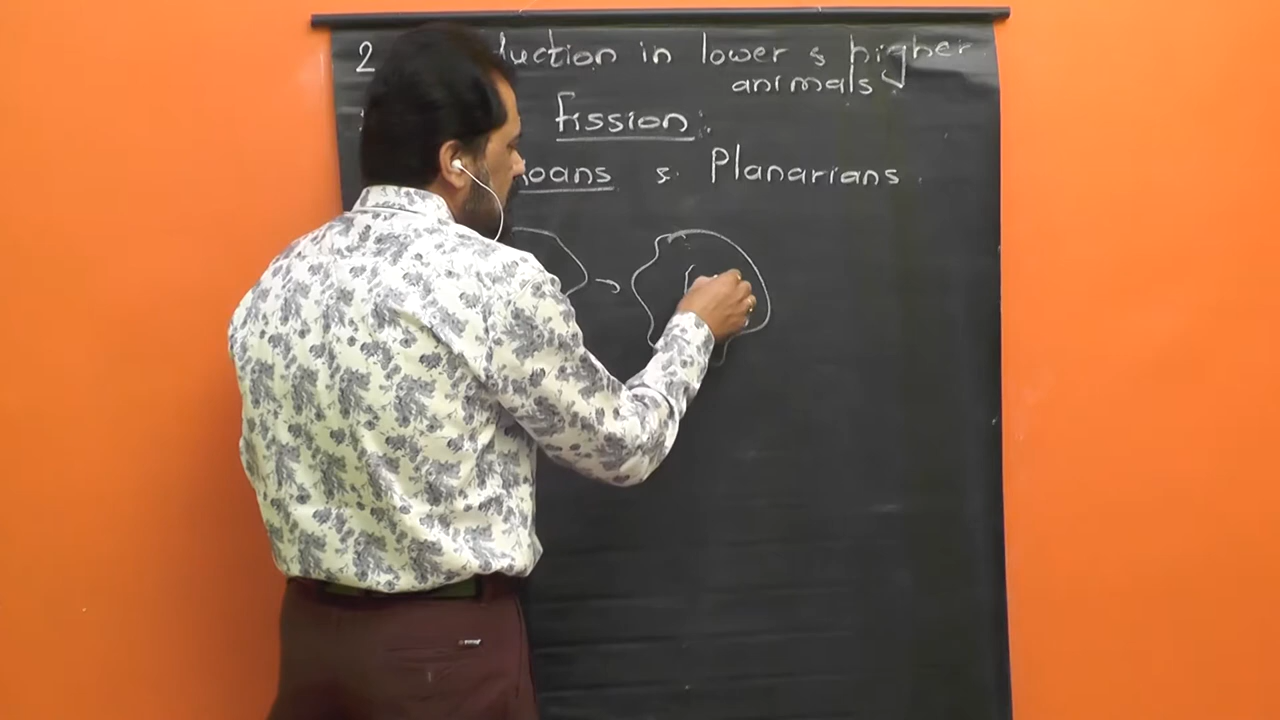 2 duction in lower & higher
animals
Fission:
oans & Planarians